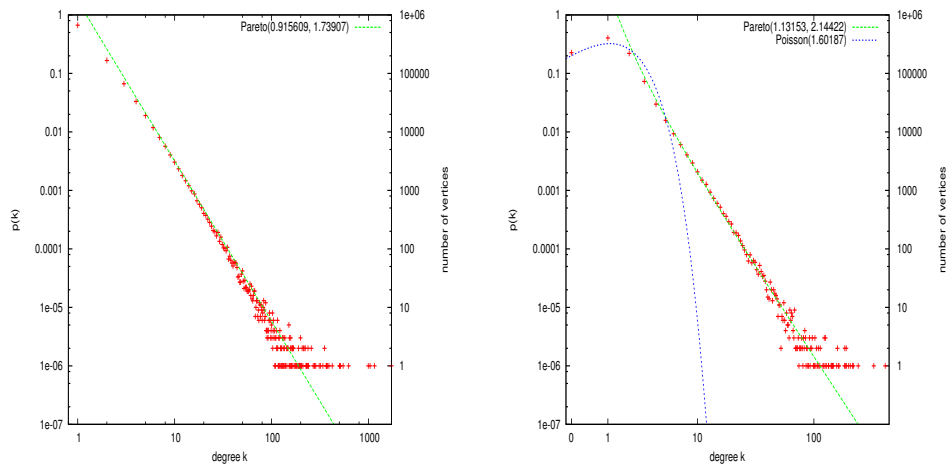 Pareto(0.915609, 1.73907)
1
0.1
0.01
0.001
0.0001
1e-05
1e-06
1e-07
p(k)
1e+06
100000
10000
1000
100
10
1
number of vertices
1
10
100
1000
degree k
Pareto(1.13153, 2.14422)
Poisson(1.60187)
1
0.1
0.01
0.001
0.0001
1e-05
1e-06
1e-07
p(k)
1e+06
100000
10000
1000
100
10
1
number of vertices
0
1
10
100
degree k